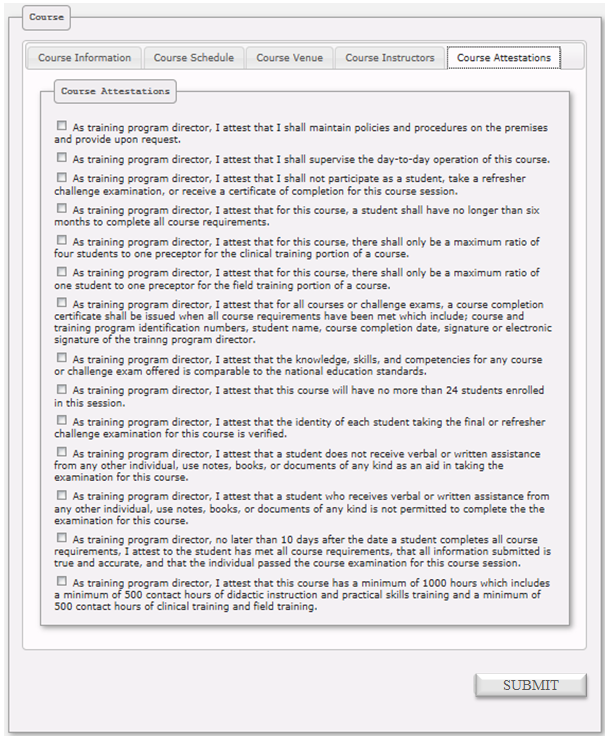 Course
Course Information
Course Schedule
Course Venue
Course Instructors
Course Attestations
Course Attestations
As training program director, I attest that I shall maintain policies and procedures on the premises
and provide upon request.
As training program director, I attest that I shall supervise the day-to-day operation of this course.
As training program director, I attest that I shall not participate as a student, take a refresher
challenge examination, or receive a certificate of completion for this course session.
As training program director, I attest that for this course, a student shall have no longer than six
months to complete all course requirements.
As training program director, I attest that for this course, there shall only be a maximum ratio of
four students to one preceptor for the clinical training portion of a course.
As training program director, I attest that for this course, there shall only be a maximum ratio of
one student to one preceptor for the field training portion of a course.
As training program director, I attest that for all courses or challenge exams, a course completion
certificate shall be issued when all course requirements have been met which include; course and
training program identification numbers, student name, course completion date, signature or electronic
signature of the trainng program director.
As training program director, I attest that the knowledge, skills, and competencies for any course
or challenge exam offered is comparable to the national education standards.
As training program director, I attest that this course will have no more than 24 students enrolled
in this session.
As training program director, I attest that the identity of each student taking the final or refresher
challenge examination for this course is verified.
As training program director, I attest that a student does not receive verbal or written assistance
from any other individual, use notes, books, or documents of any kind as an aid in taking the
examination for this course.
As training program director, I attest that a student who receives verbal or written assistance from
any other individual, use notes, books, or documents of any kind is not permitted to complete the the
examination for this course.
As training program director, no later than 10 days after the date a student completes all course
requirements, I attest to the student has met all course requirements, that all information submitted is
true and accurate, and that the individual passed the course examination for this course session.
As training program director, I attest that this course has a minimum of 1000 hours which includes
a minimum of 500 contact hours of didactic instruction and practical skills training and a minimum of
500 contact hours of clinical training and field training.
SUBMIT